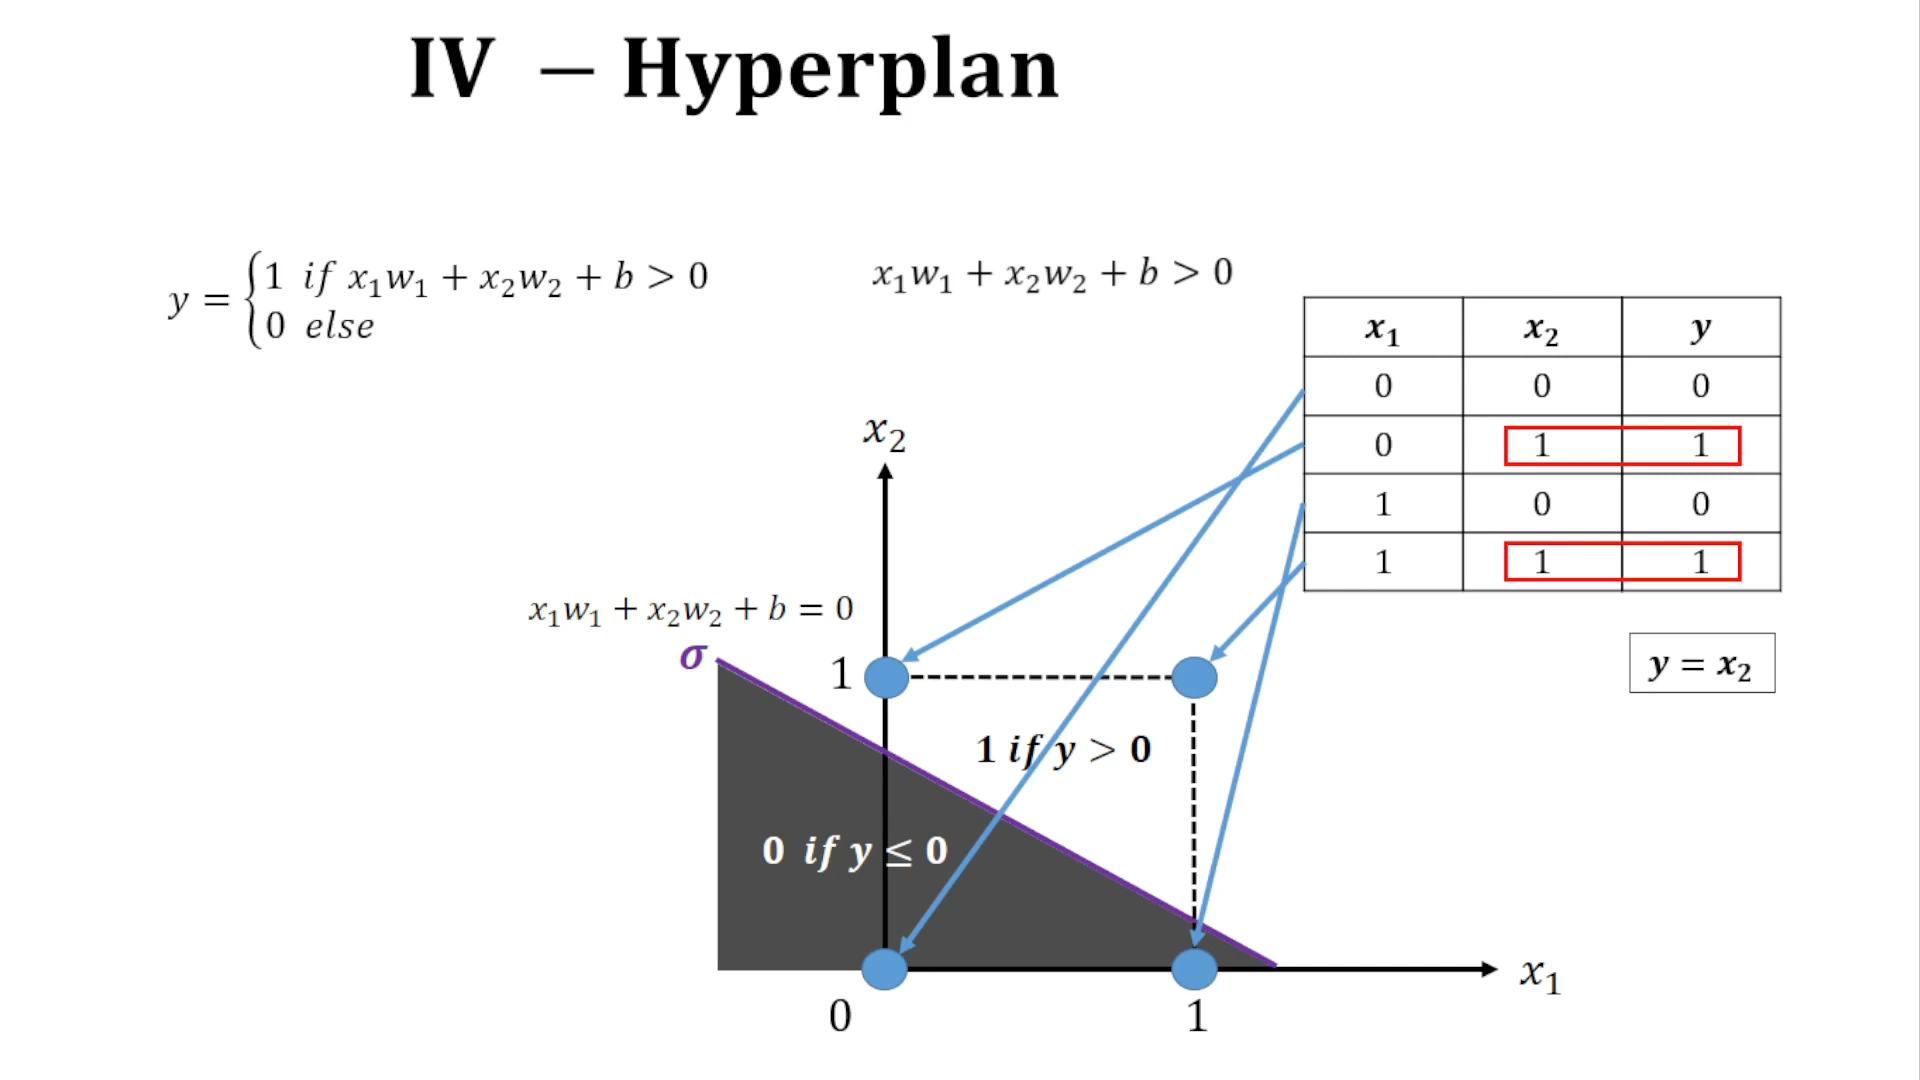 IV – Hyperplan
y = {1 if x₁w₁ + x₂w₂ + b > 0
0 else
x₁w₁ + x₂w₂ + b > 0
x₁ x₂ y
0 0 0
0 1 1
1 0 0
1 1 1
y = x₂
x₂
x₁w₁ + x₂w₂ + b = 0
σ
1
1 if y > 0
0 if y ≤ 0
x₁
0 1